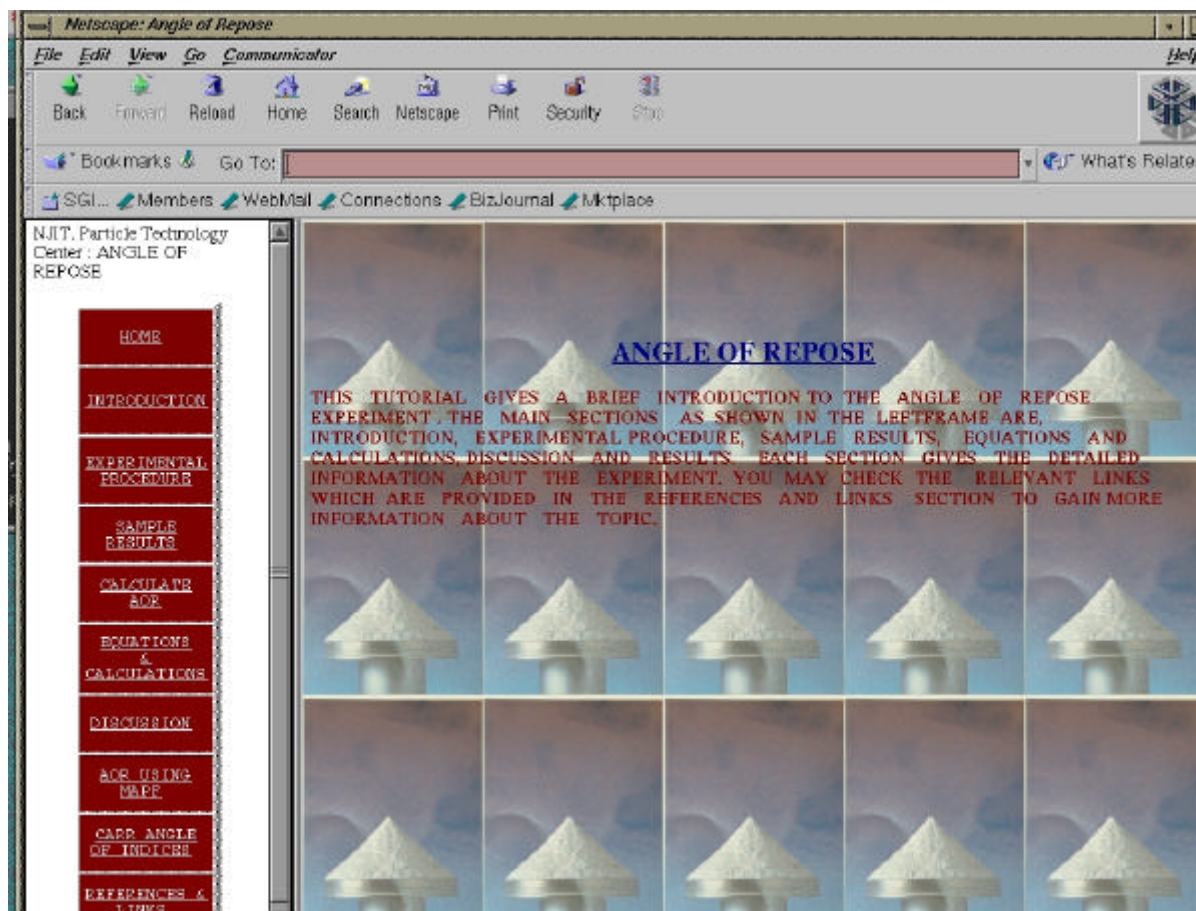 Netscape: Angle of Repose
File Edit View Go Communicator Help
Back Forward Reload Home Search Netscape Print Security Stop
Bookmarks Go To: What's Relate
SGI... Members WebMail Connections BizJournal Mktplace
NJIT, Particle Technology
Center : ANGLE OF
REPOSE
HOME
INTRODUCTION
EXPERIMENTAL
PROCEDURE
SAMPLE
RESULTS
CALCULATE
AOR
EQUATIONS
&
CALCULATIONS
DISCUSSION
AOR USING
MAPF
CARR ANGLE
OF INDICES
REFERENCES &
LINKS
ANGLE OF REPOSE
THIS TUTORIAL GIVES A BRIEF INTRODUCTION TO THE ANGLE OF REPOSE
EXPERIMENT. THE MAIN SECTIONS AS SHOWN IN THE LEFTFRAME ARE,
INTRODUCTION, EXPERIMENTAL PROCEDURE, SAMPLE RESULTS, EQUATIONS AND
CALCULATIONS, DISCUSSION AND RESULTS. EACH SECTION GIVES THE DETAILED
INFORMATION ABOUT THE EXPERIMENT. YOU MAY CHECK THE RELEVANT LINKS
WHICH ARE PROVIDED IN THE REFERENCES AND LINKS SECTION TO GAIN MORE
INFORMATION ABOUT THE TOPIC.